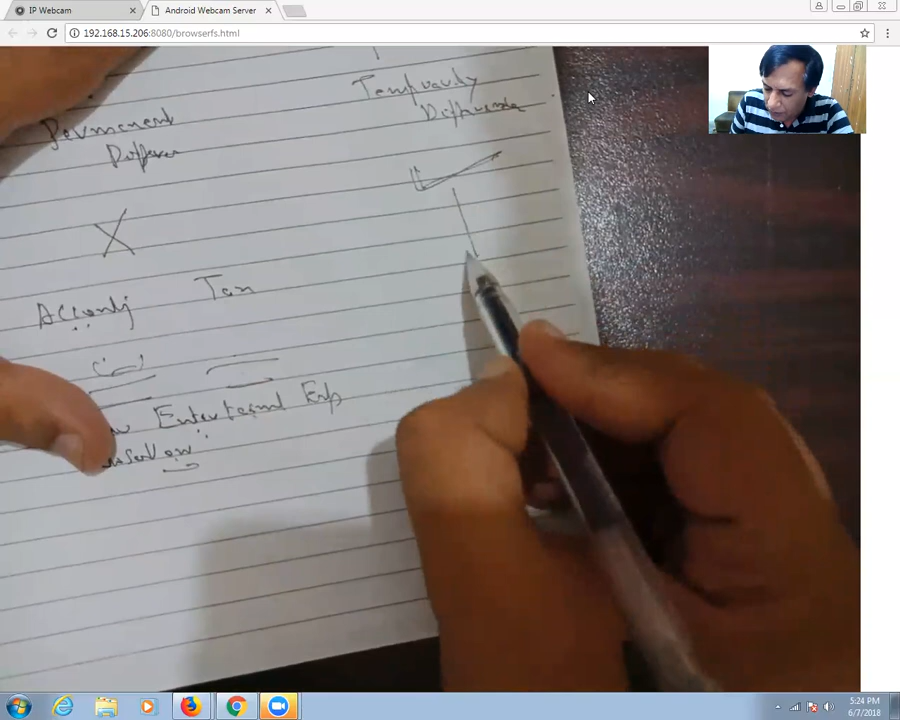 IP Webcam
Android Webcam Server
192.168.15.206:8080/browserfs.html
Temporary
Difference
Permanent
Differen
X
Tax
Entertainment Exp
5:24 PM
6/7/2018